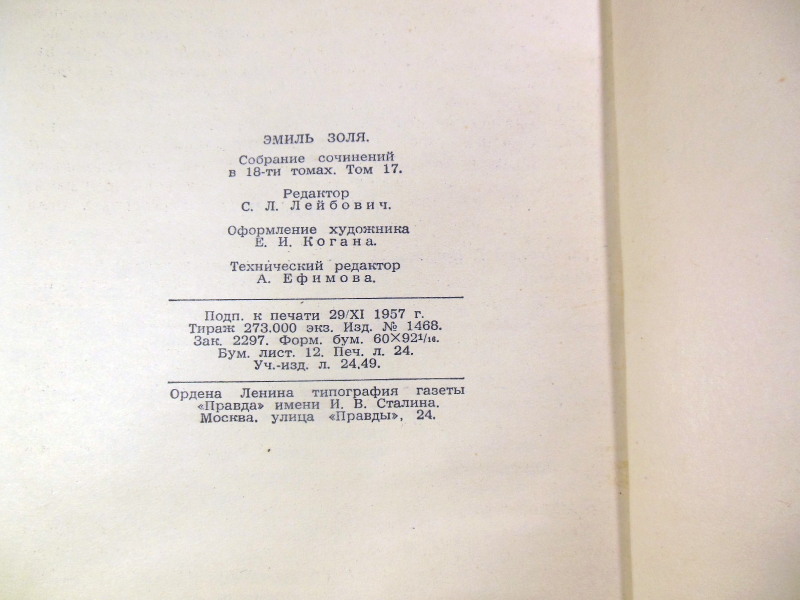 ЭМИЛЬ ЗОЛЯ.
Собрание сочинений
в 18-ти томах. Том 17.
Редактор
С. Л. Лейбович.
Оформление художника
Е. И. Когана.
Технический редактор
А. Ефимова.
Подп. к печати 29/XI 1957 г.
Тираж 273.000 экз. Изд. № 1468.
Зак. 2297. Форм. бум. 60×92¹/₁₆.
Бум. лист. 12. Печ. л. 24.
Уч.-изд. л. 24,49.
Ордена Ленина типография газеты
«Правда» имени И. В. Сталина.
Москва, улица «Правды», 24.